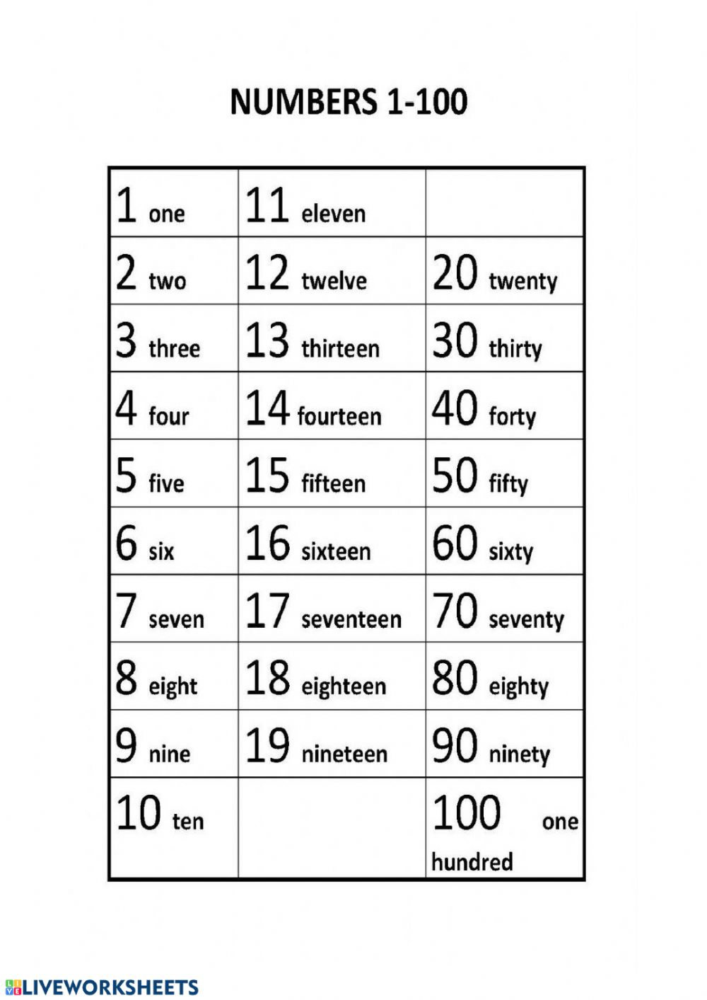 NUMBERS 1-100
1 one 11 eleven
2 two 12 twelve 20 twenty
3 three 13 thirteen 30 thirty
4 four 14 fourteen 40 forty
5 five 15 fifteen 50 fifty
6 six 16 sixteen 60 sixty
7 seven 17 seventeen 70 seventy
8 eight 18 eighteen 80 eighty
9 nine 19 nineteen 90 ninety
10 ten 100 one
hundred
LIVE LIVEWORKSHEETS